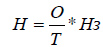 Н = О/Т * Нз